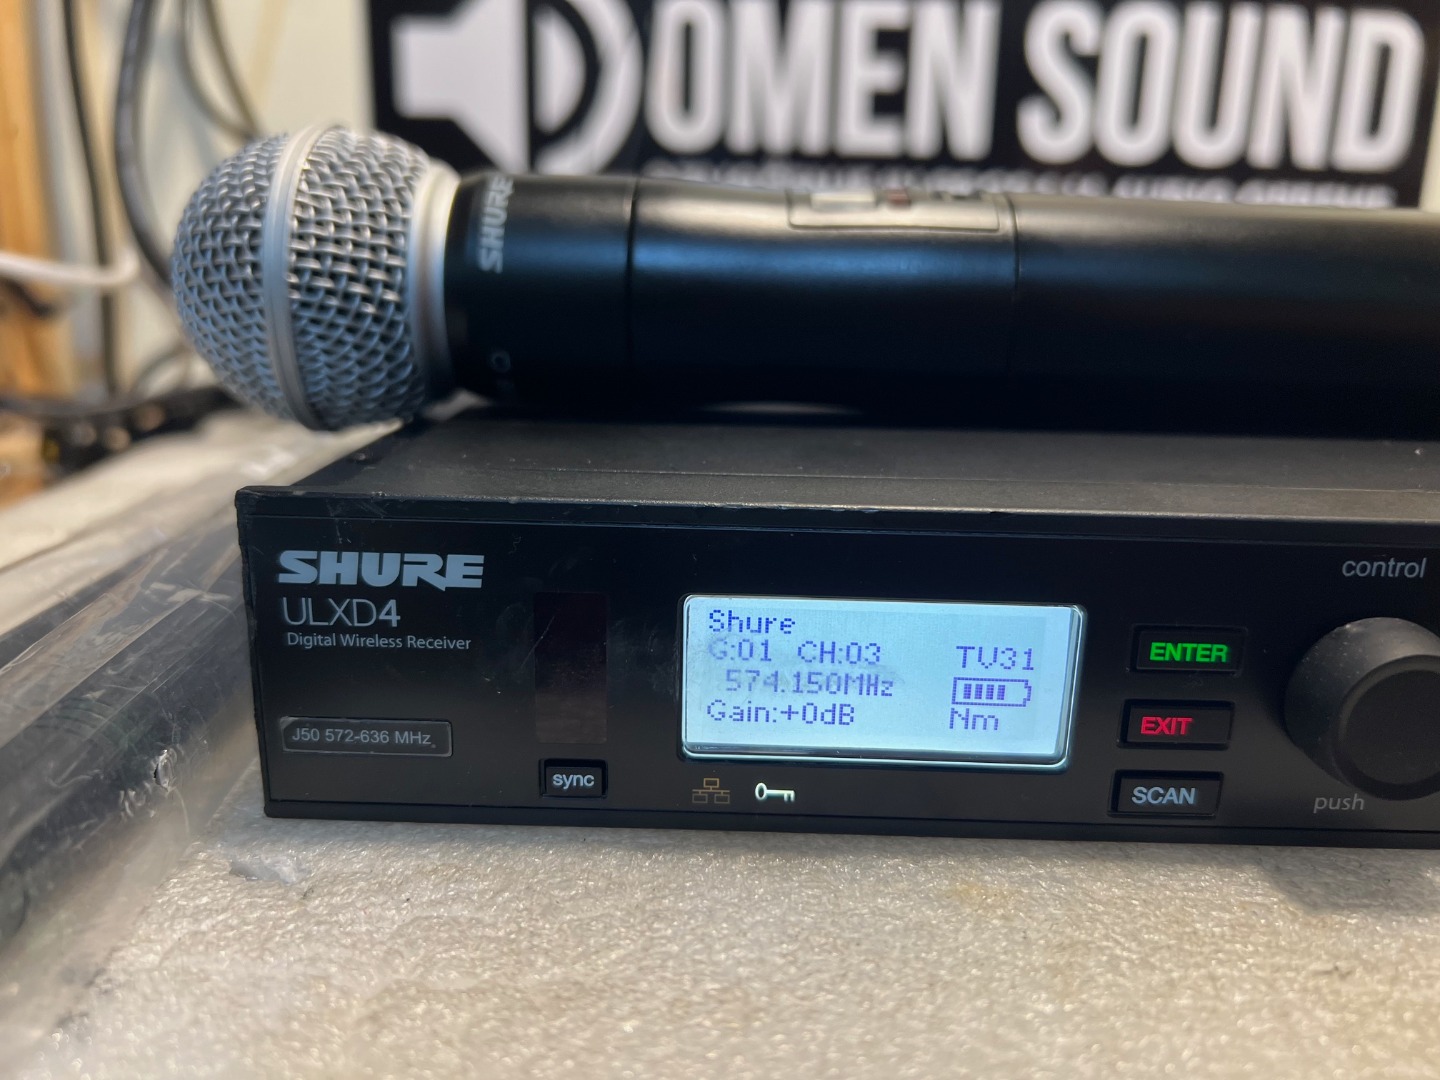 OMEN SOUND
SHURE
SHURE
ULXD4
Digital Wireless Receiver
J50 572-636 MHz
sync
Shure
G:01 CH:03 TV31
574.150MHz
Gain:+0dB Nm
ENTER
EXIT
SCAN
control
push